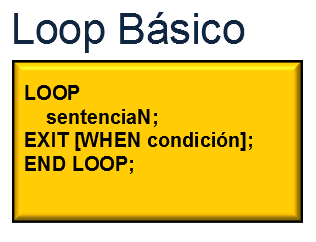 Loop Básico
LOOP
sentenciaN;
EXIT [WHEN condición];
END LOOP;